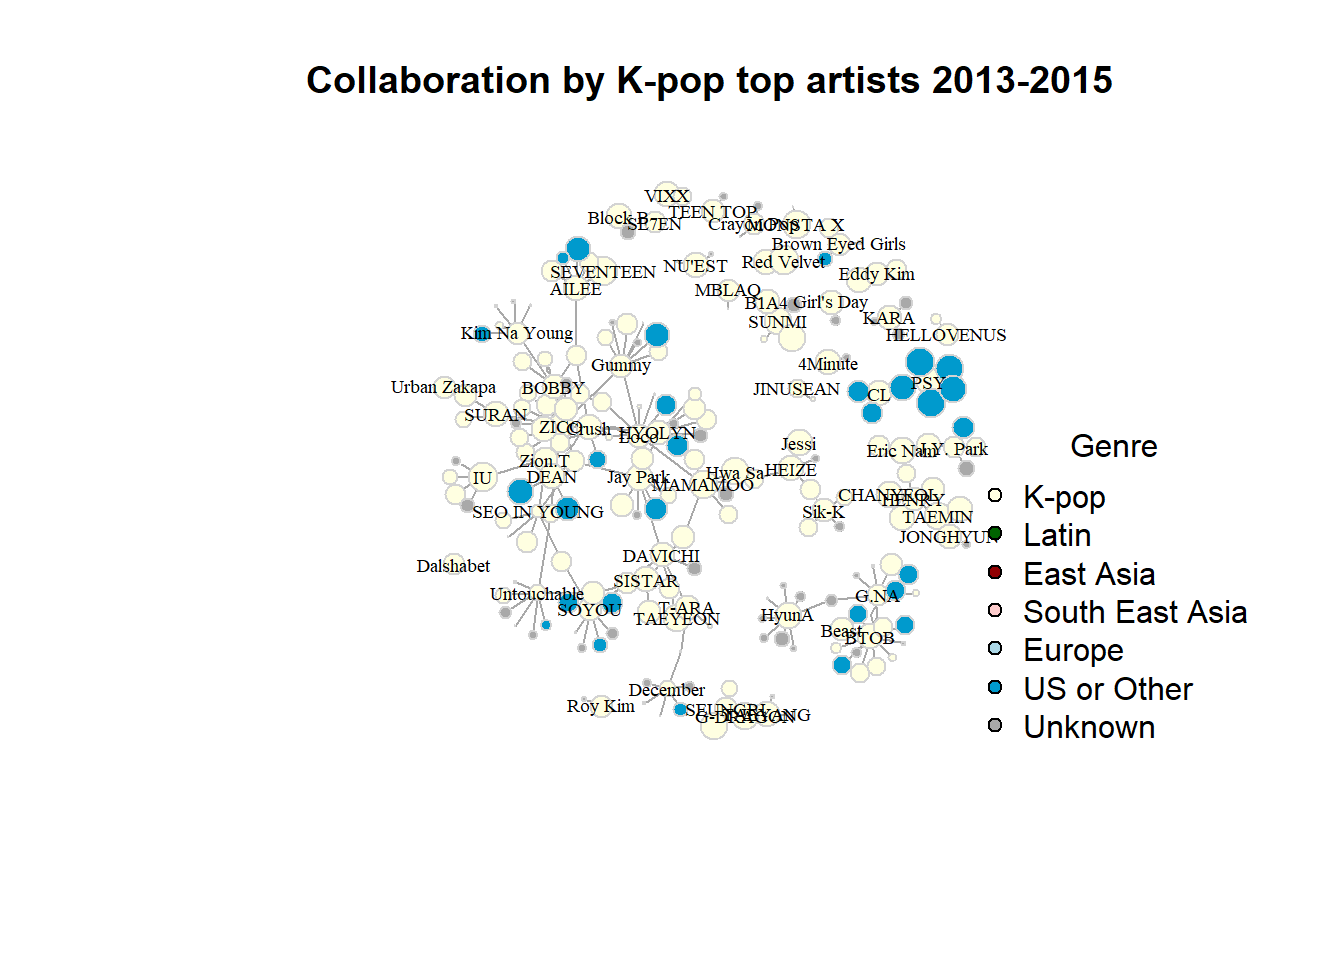 Collaboration by K-pop top artists 2013-2015
VIXX
TEEN TOP
Block B
SE7EN
Crayon Pop
MONSTA X
Brown Eyed Girls
SEVENTEEN
NU'EST
Red Velvet
Eddy Kim
AILEE
MBLAQ
B1A4
Girl's Day
SUNMI
KARA
HELLOVENUS
Kim Na Young
Gummy
4Minute
Urban Zakapa
BOBBY
JINUSEAN
CL
PSY
SURAN
ZICO
Crush
HYOLYN
Loco
Jessi
Eric Nam
J.Y. Park
Genre
Zion.T
IU
DEAN
Jay Park
MAMAMOO
Hwa Sa
HEIZE
CHANYEOL
HENRY
K-pop
SEO IN YOUNG
Sik-K
TAEMIN
JONGHYUN
Latin
Dalshabet
DAVICHI
SISTAR
East Asia
Untouchable
SOYOU
T-ARA
TAEYEON
HyunA
G.NA
South East Asia
Beast
BTOB
Europe
December
US or Other
Roy Kim
SEUNGRI
G-DRAGON
TAEYANG
Unknown